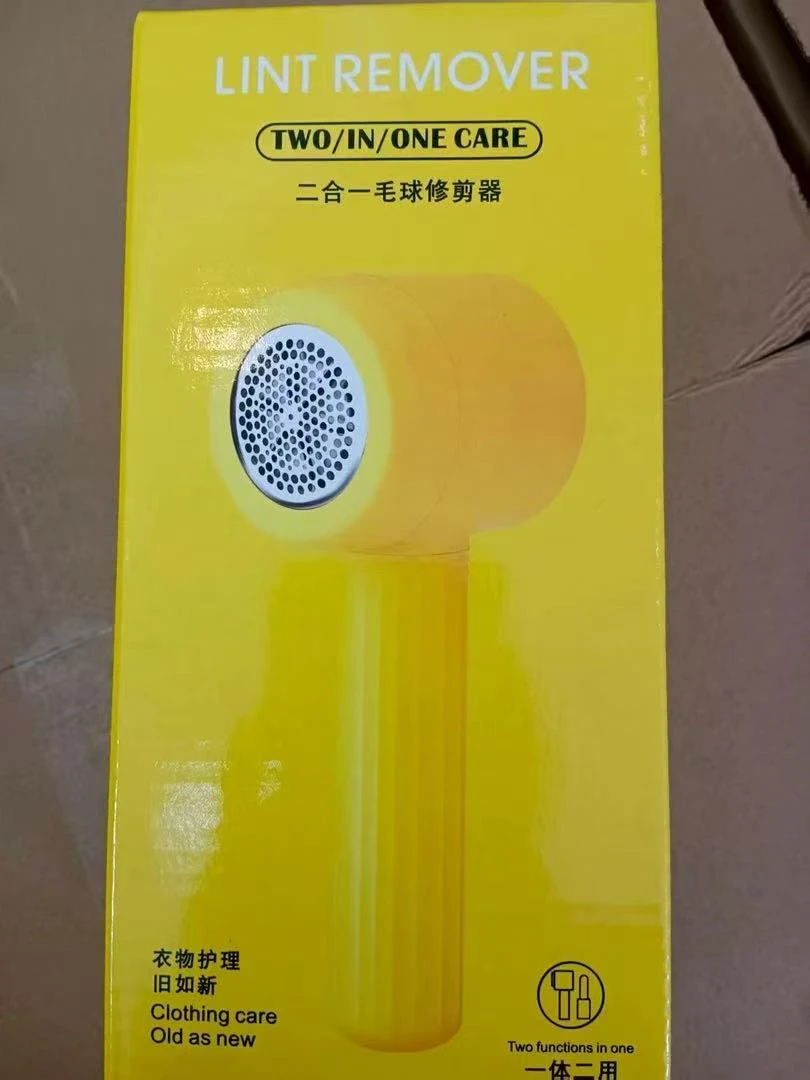 LINT REMOVER
TWO/IN/ONE CARE
二合一毛球修剪器
衣物护理
旧如新
Clothing care
Old as new
Two functions in one
一体二用